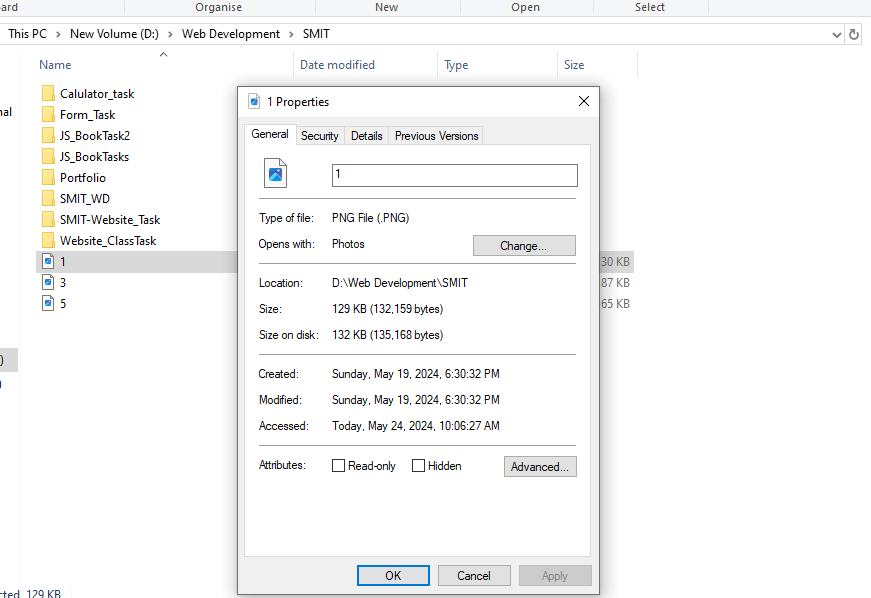 Organise New Open Select
This PC New Volume (D:) Web Development SMIT
Name Date modified Type Size
Calulator_task
Form_Task
JS_BookTask2
JS_BookTasks
Portfolio
SMIT_WD
SMIT-Website_Task
Website_ClassTask
1 30 KB
3 87 KB
5 65 KB
1 Properties
General Security Details Previous Versions
1
Type of file: PNG File (.PNG)
Opens with: Photos Change...
Location: D:\Web Development\SMIT
Size: 129 KB (132,159 bytes)
Size on disk: 132 KB (135,168 bytes)
Created: Sunday, May 19, 2024, 6:30:32 PM
Modified: Sunday, May 19, 2024, 6:30:32 PM
Accessed: Today, May 24, 2024, 10:06:27 AM
Attributes: Read-only Hidden Advanced...
OK Cancel Apply
129 KB